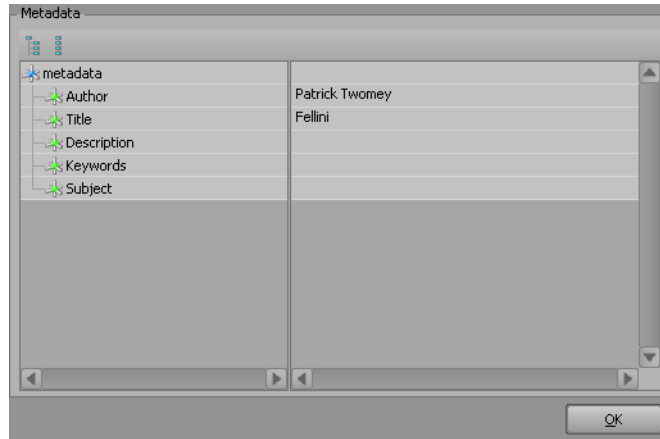 Metadata
metadata
Author Patrick Twomey
Title Fellini
Description
Keywords
Subject
OK